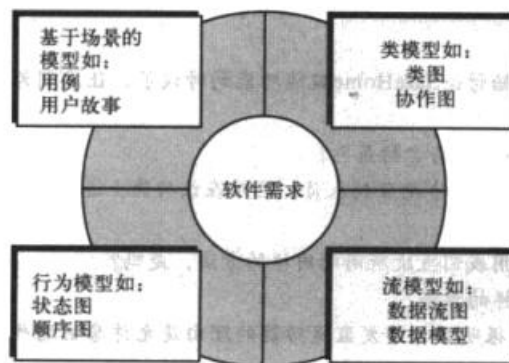 基于场景的
模型如：
用例
用户故事
类模型如：
类图
协作图
软件需求
行为模型如：
状态图
顺序图
流模型如：
数据流图
数据模型